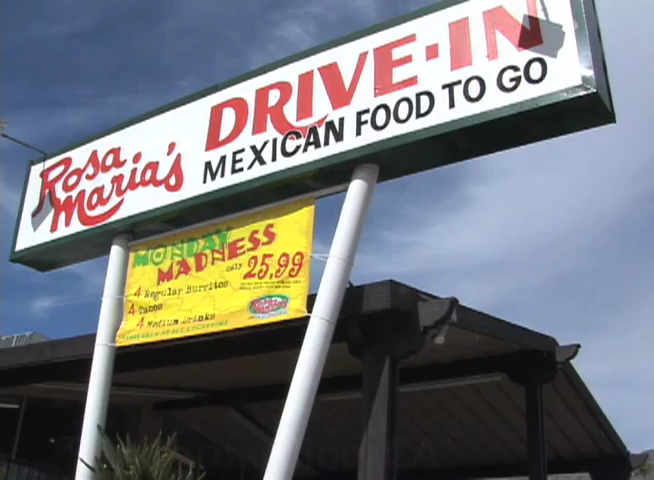 Rosa Maria's
DRIVE-IN
MEXICAN FOOD TO GO
MONDAY
MADNESS
only 25.99
4 Regular Burritos
4 Tacos
4 Medium Drinks